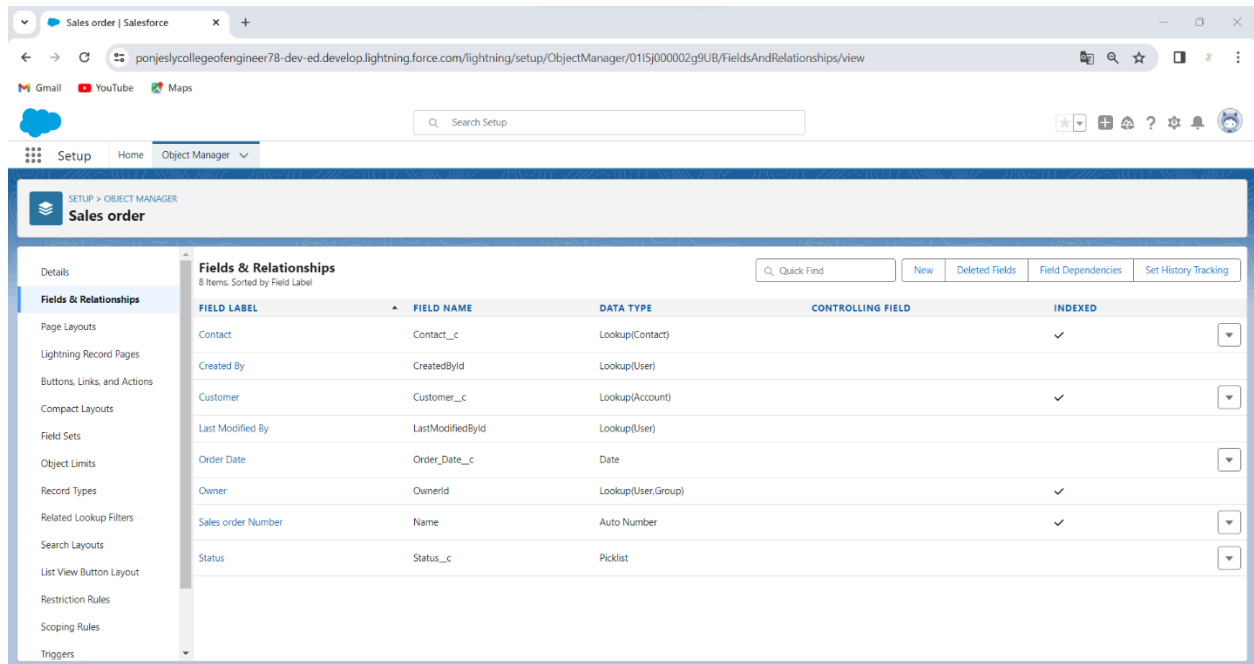 Sales order | Salesforce
ponjeslycollegeofengineer78-dev-ed.develop.lightning.force.com/lightning/setup/ObjectManager/01I5j000002g9UB/FieldsAndRelationships/view
Gmail YouTube Maps
Search Setup
Setup Home Object Manager
SETUP > OBJECT MANAGER
Sales order
Details
Fields & Relationships
Page Layouts
Lightning Record Pages
Buttons, Links, and Actions
Compact Layouts
Field Sets
Object Limits
Record Types
Related Lookup Filters
Search Layouts
List View Button Layout
Restriction Rules
Scoping Rules
Triggers
Fields & Relationships
8 Items, Sorted by Field Label
Quick Find New Deleted Fields Field Dependencies Set History Tracking
FIELD LABEL FIELD NAME DATA TYPE CONTROLLING FIELD INDEXED
Contact Contact__c Lookup(Contact)
Created By CreatedById Lookup(User)
Customer Customer__c Lookup(Account)
Last Modified By LastModifiedById Lookup(User)
Order Date Order_Date__c Date
Owner OwnerId Lookup(User,Group)
Sales order Number Name Auto Number
Status Status__c Picklist